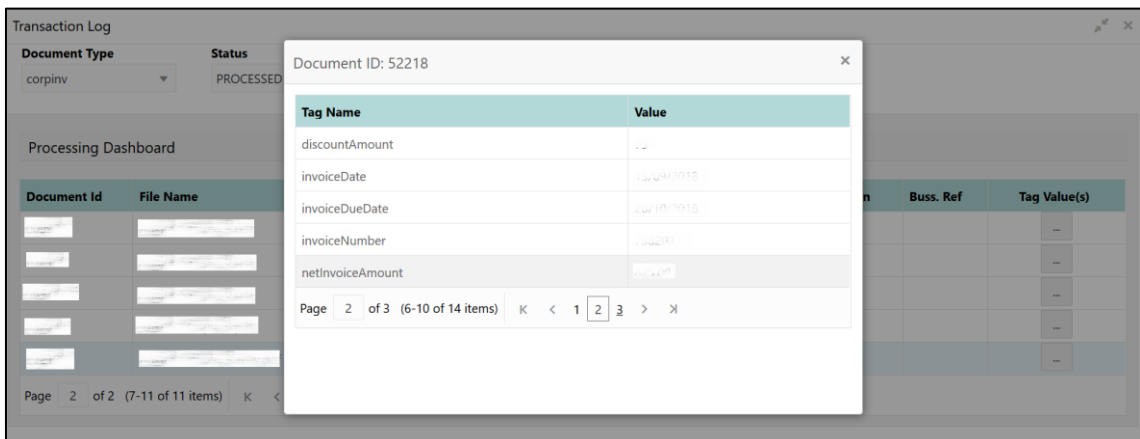 Transaction Log
Document Type Status
corpinv PROCESSED
Processing Dashboard
Document Id File Name n Buss. Ref Tag Value(s)
...
...
...
...
...
Page 2 of 2 (7-11 of 11 items)
Document ID: 52218
Tag Name Value
discountAmount
invoiceDate
invoiceDueDate
invoiceNumber
netInvoiceAmount
Page 2 of 3 (6-10 of 14 items) 1 2 3